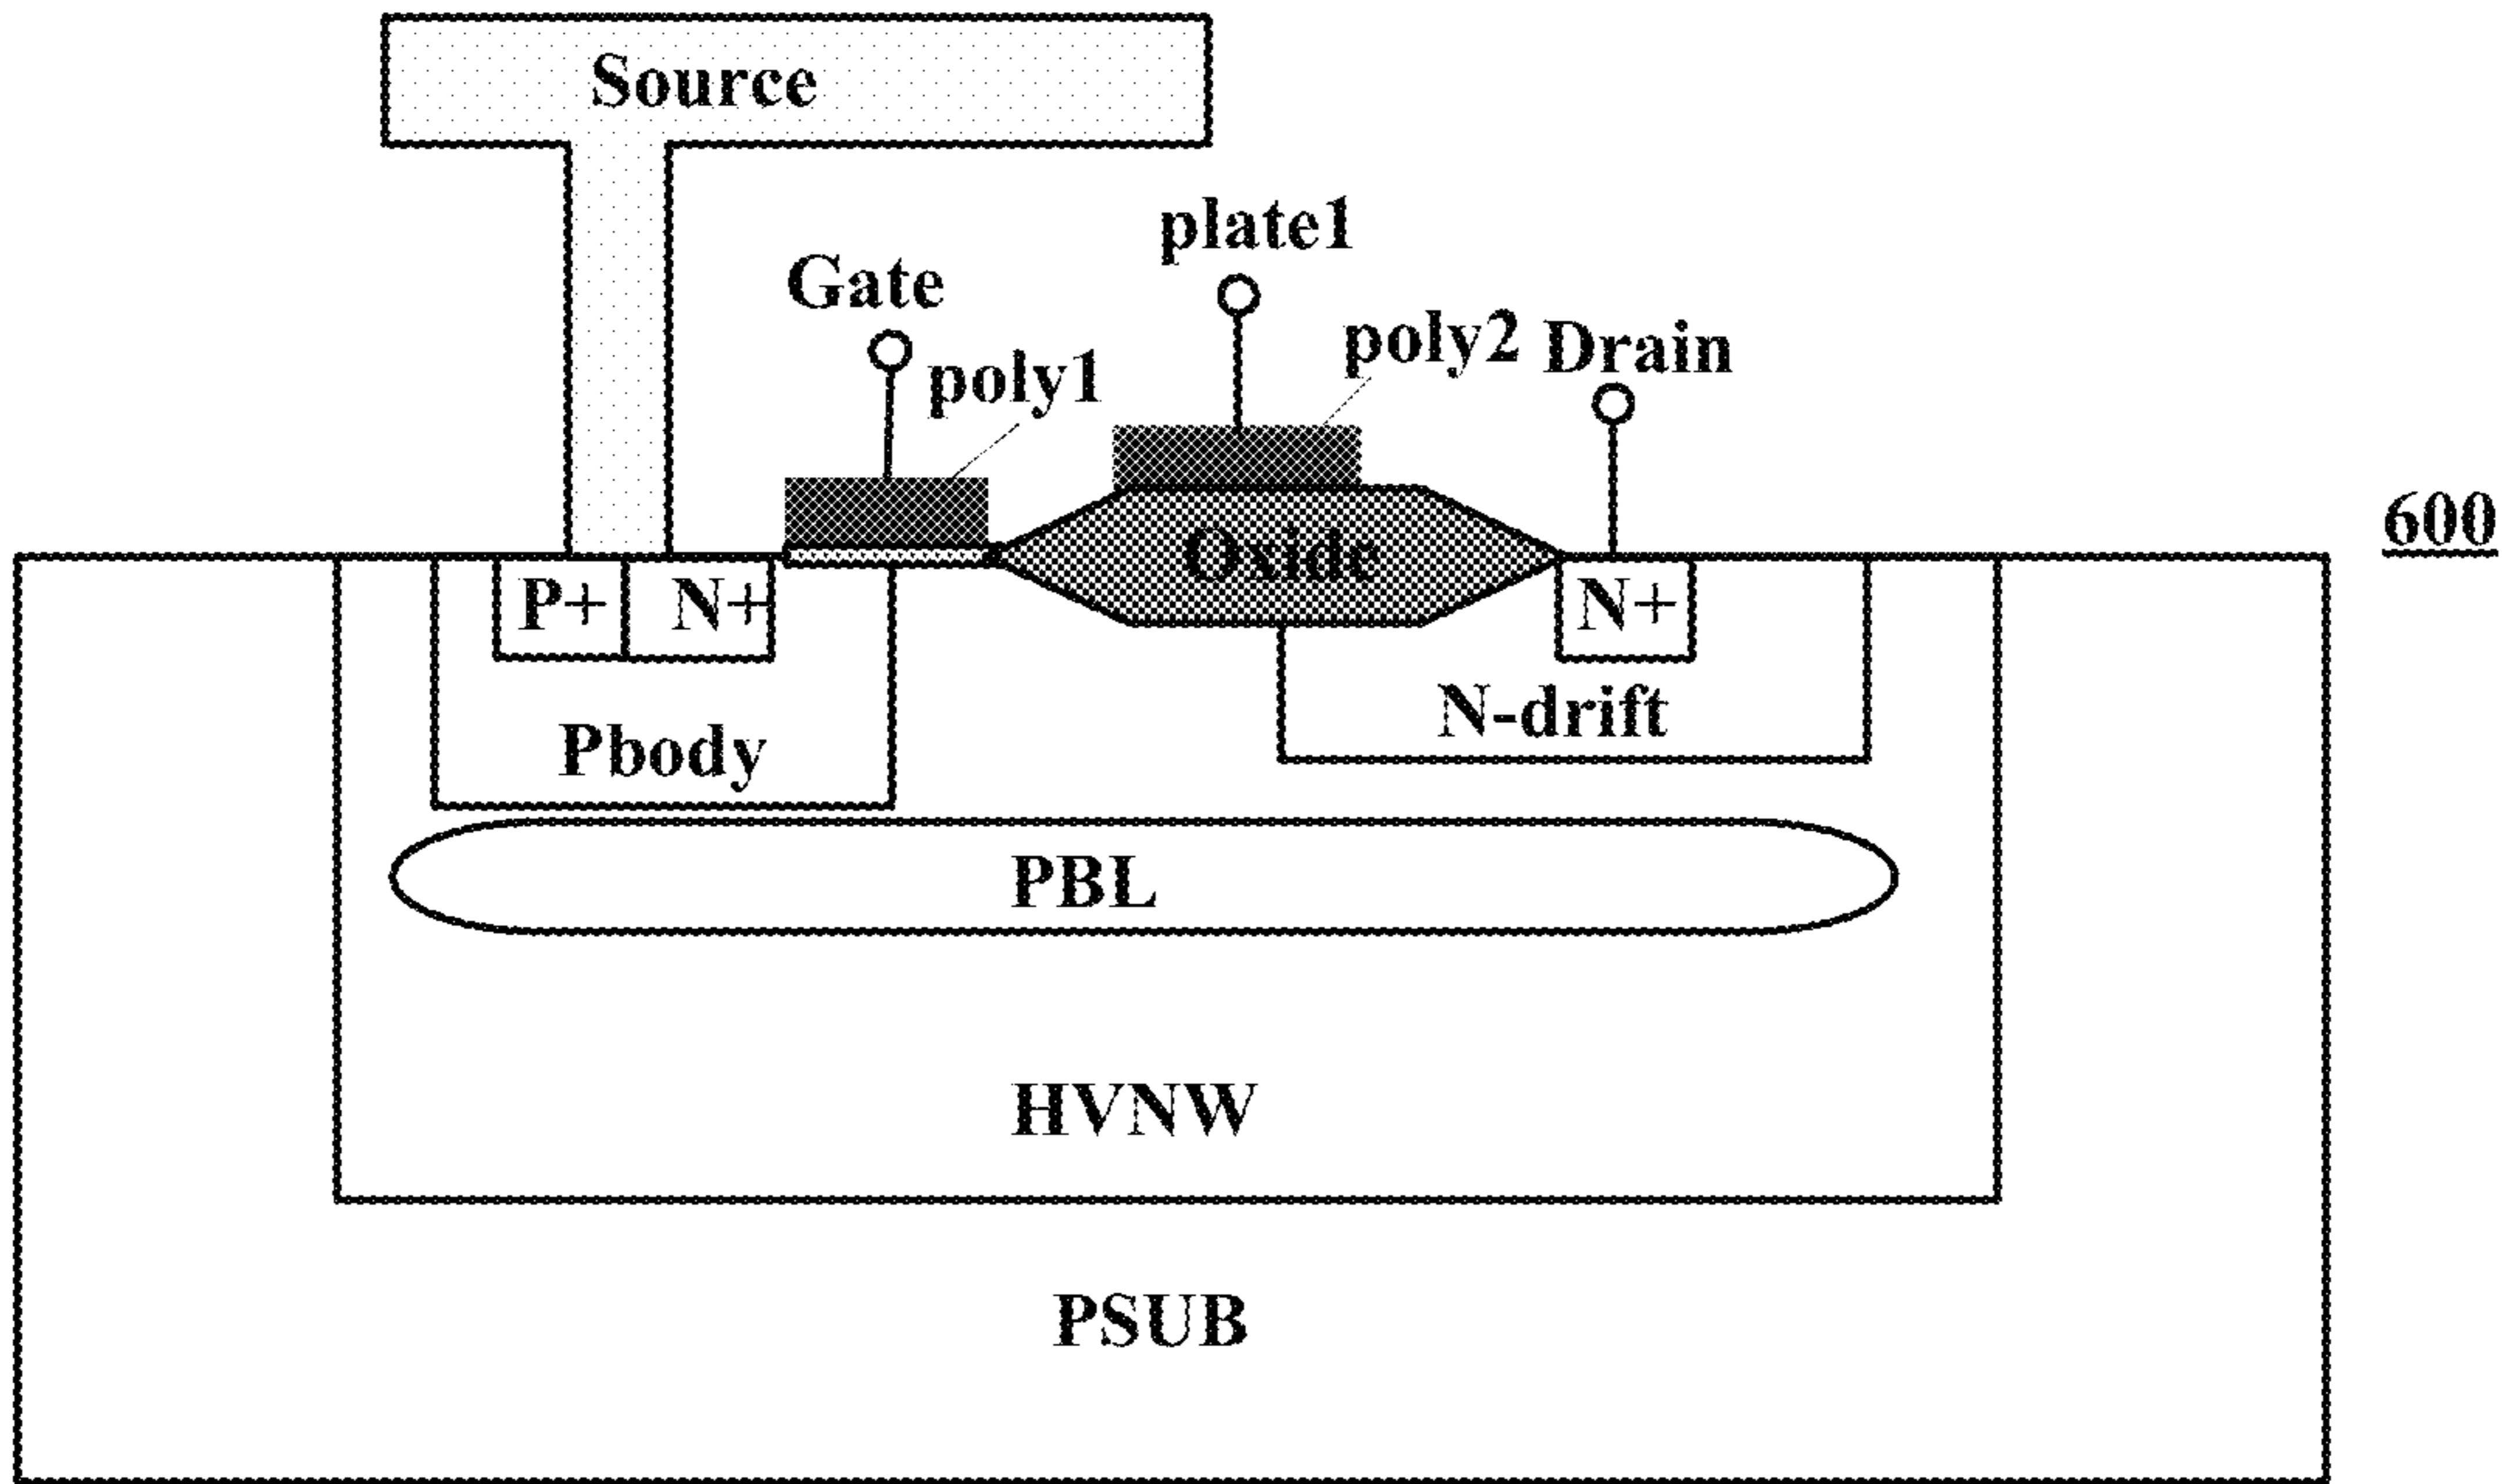 Source
plate1
Gate
poly2
Drain
poly1
600
Oxide
P+
N+
N+
N-drift
Pbody
PBL
HVNW
PSUB